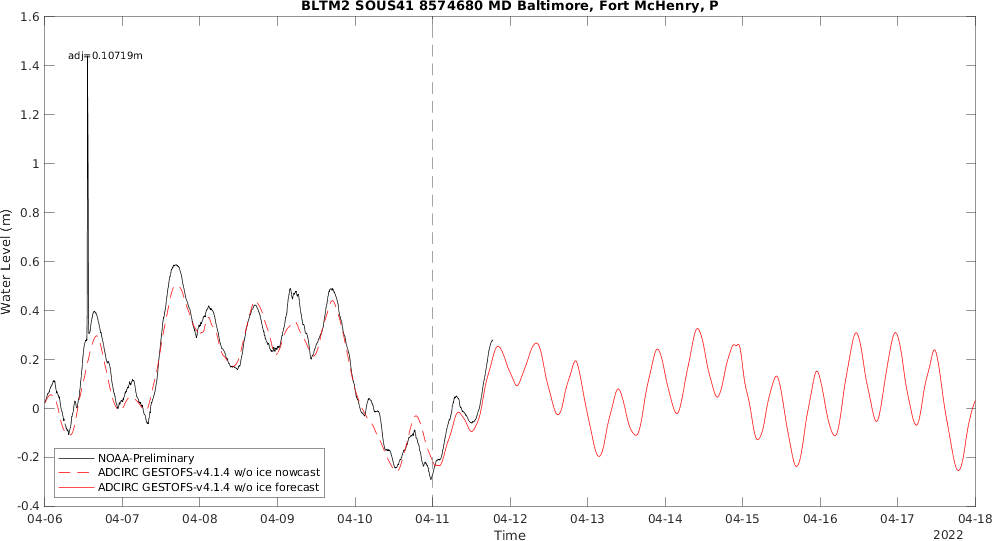 BLTM2 SOUS41 8574680 MD Baltimore, Fort McHenry, P
1.6
1.4
1.2
1
0.8
0.6
0.4
0.2
0
-0.2
-0.4
Water Level (m)
adj=0.10719m
NOAA-Preliminary
ADCIRC GESTOFS-v4.1.4 w/o ice nowcast
ADCIRC GESTOFS-v4.1.4 w/o ice forecast
04-06 04-07 04-08 04-09 04-10 04-11 04-12 04-13 04-14 04-15 04-16 04-17 04-18
Time
2022